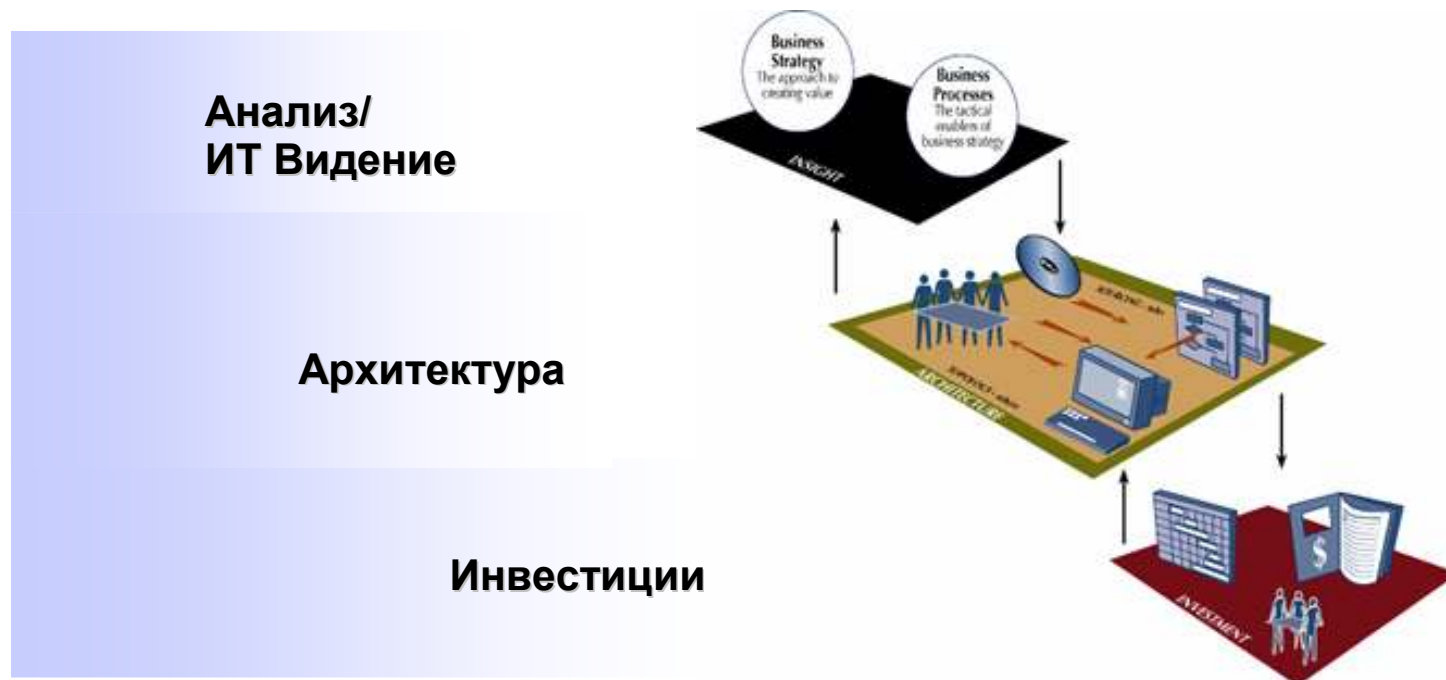 Анализ/
ИТ Видение
Архитектура
Инвестиции
Business
Strategy
The approach to
creating value
Business
Processes
The tactical
enablers of
business strategy
INSIGHT
ARCHITECTURE
$
INVESTMENT